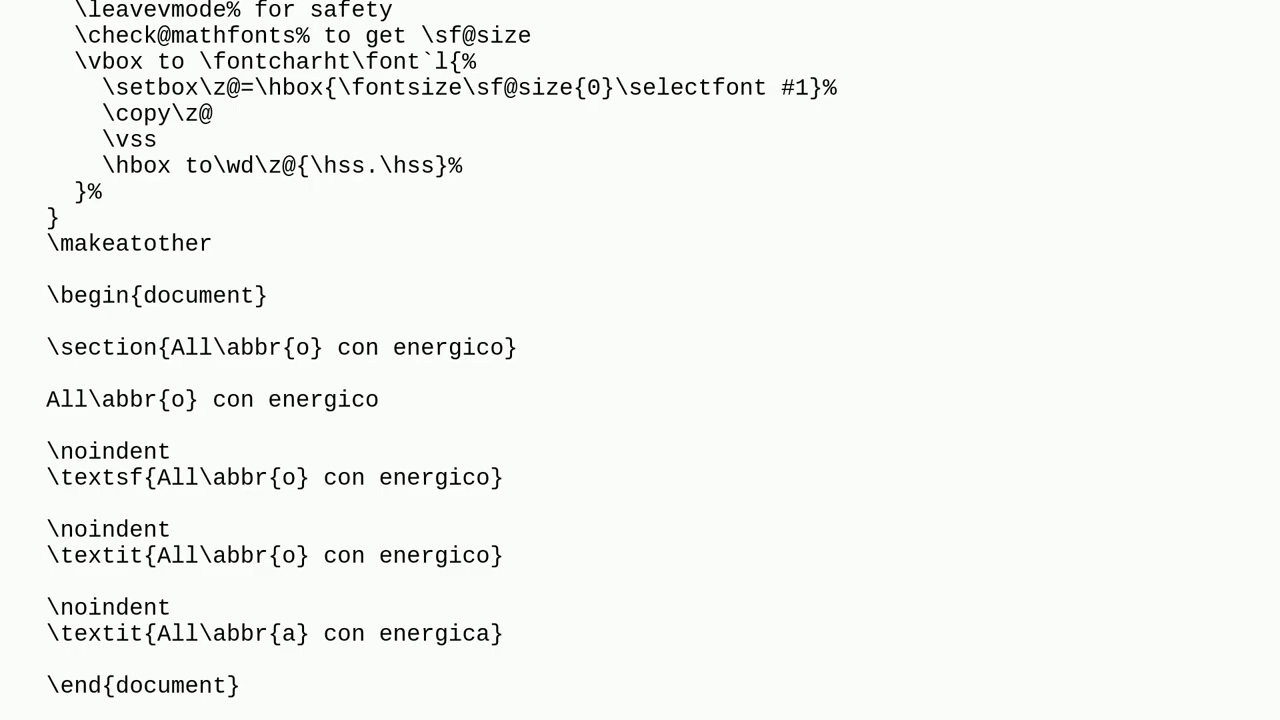 \leavevmode% for safety
\check@mathfonts% to get \sf@size
\vbox to \fontcharht\font`l{%
\setbox\z@=\hbox{\fontsize\sf@size{0}\selectfont #1}%
\copy\z@
\vss
\hbox to\wd\z@{\hss.\hss}%
}%
}
\makeatother
\begin{document}
\section{All\abbr{o} con energico}
All\abbr{o} con energico
\noindent
\textsf{All\abbr{o} con energico}
\noindent
\textit{All\abbr{o} con energico}
\noindent
\textit{All\abbr{a} con energica}
\end{document}